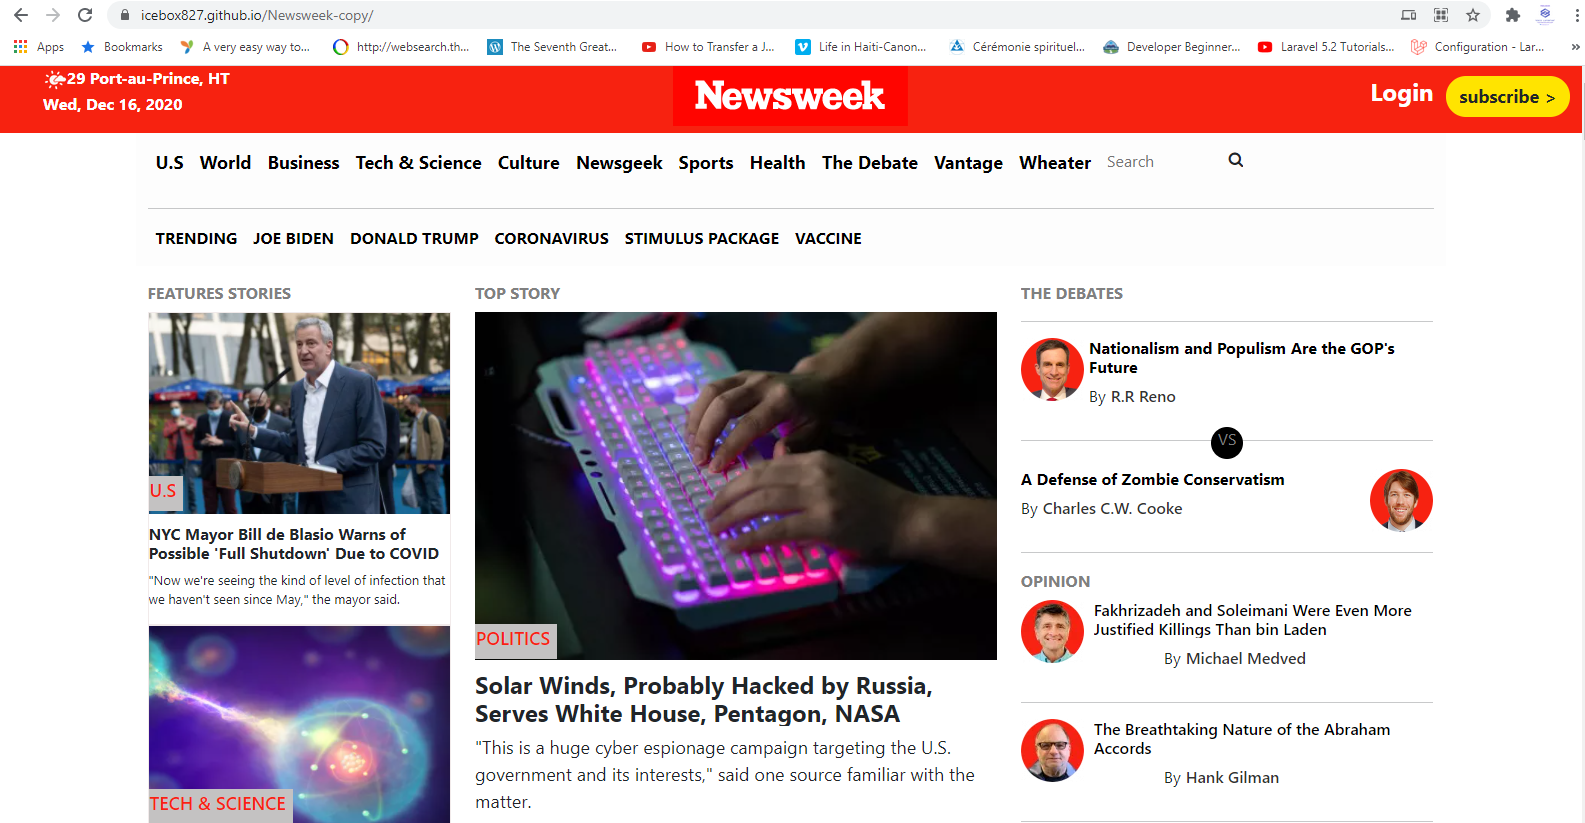 icebox827.github.io/Newsweek-copy/
Apps Bookmarks A very easy way to... http://websearch.th... The Seventh Great... How to Transfer a J... Life in Haiti-Canon... Cérémonie spirituel... Developer Beginner... Laravel 5.2 Tutorials... Configuration - Lar... »
29 Port-au-Prince, HT
Wed, Dec 16, 2020
Newsweek
Login
subscribe >
U.S World Business Tech & Science Culture Newsgeek Sports Health The Debate Vantage Wheater Search
TRENDING JOE BIDEN DONALD TRUMP CORONAVIRUS STIMULUS PACKAGE VACCINE
FEATURES STORIES
U.S
NYC Mayor Bill de Blasio Warns of
Possible 'Full Shutdown' Due to COVID
"Now we're seeing the kind of level of infection that
we haven't seen since May," the mayor said.
TECH & SCIENCE
TOP STORY
POLITICS
Solar Winds, Probably Hacked by Russia,
Serves White House, Pentagon, NASA
"This is a huge cyber espionage campaign targeting the U.S.
government and its interests," said one source familiar with the
matter.
THE DEBATES
Nationalism and Populism Are the GOP's
Future
By R.R Reno
VS
A Defense of Zombie Conservatism
By Charles C.W. Cooke
OPINION
Fakhrizadeh and Soleimani Were Even More
Justified Killings Than bin Laden
By Michael Medved
The Breathtaking Nature of the Abraham
Accords
By Hank Gilman